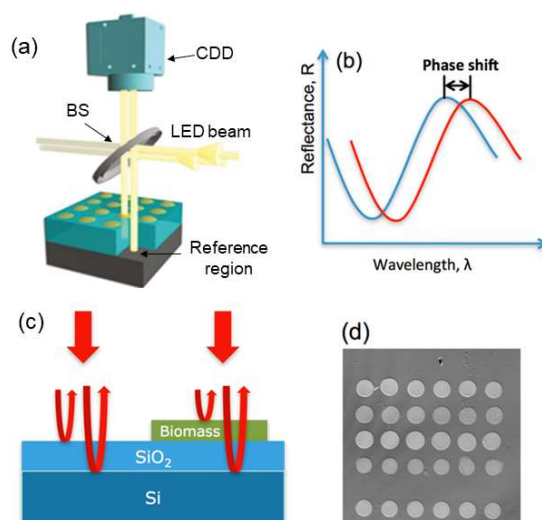 (a)
CDD
BS
LED beam
Reference
region
(b)
Phase shift
Reflectance, R
Wavelength, λ
(c)
Biomass
SiO₂
Si
(d)